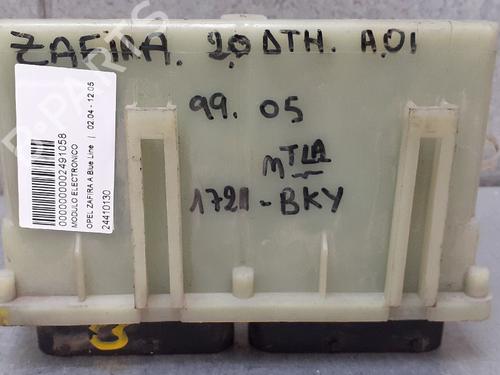 ZAFIRA. 2,0 DTH. A.01
99. 05
MTLA
1721-BKY
0000000002491058
MODULO ELECTRONICO
OPEL ZAFIRA A Blue Line | 02.04 - 12.05
24410130